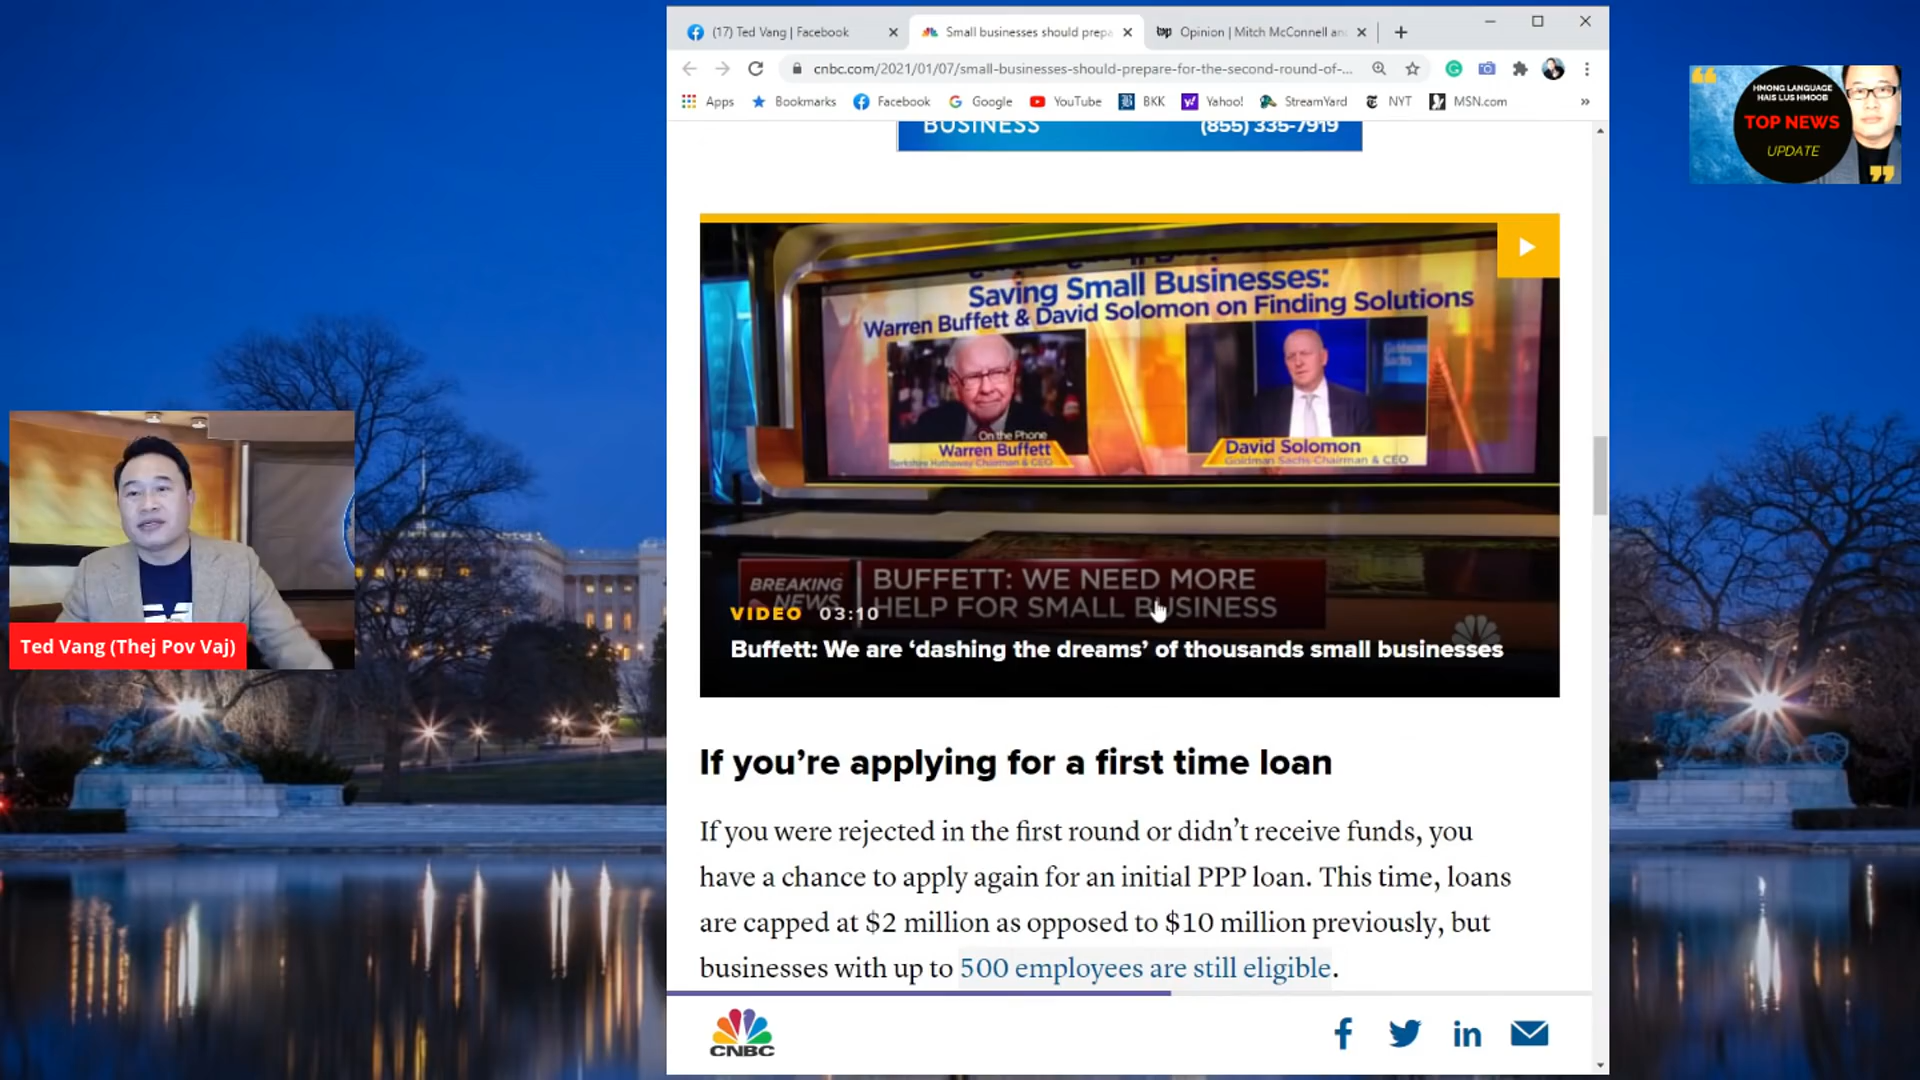 (17) Ted Vang | Facebook
Small businesses should prepa
Opinion | Mitch McConnell an
cnbc.com/2021/01/07/small-businesses-should-prepare-for-the-second-round-of-...
Apps
Bookmarks
Facebook
Google
YouTube
BKK
Yahoo!
StreamYard
NYT
MSN.com
»
HMONG LANGUAGE
HAIS LUS HMOOB
TOP NEWS
UPDATE
BUSINESS
(855) 335-7919
Saving Small Businesses:
Warren Buffett & David Solomon on Finding Solutions
Goldman
Sachs
On the Phone
Warren Buffett
Berkshire Hathaway Chairman & CEO
David Solomon
Goldman Sachs Chairman & CEO
BREAKING
NEWS
BUFFETT: WE NEED MORE
HELP FOR SMALL BUSINESS
VIDEO 03:10
Buffett: We are ‘dashing the dreams’ of thousands small businesses
Ted Vang (Thej Pov Vaj)
If you’re applying for a first time loan
If you were rejected in the first round or didn’t receive funds, you
have a chance to apply again for an initial PPP loan. This time, loans
are capped at $2 million as opposed to $10 million previously, but
businesses with up to 500 employees are still eligible.
CNBC